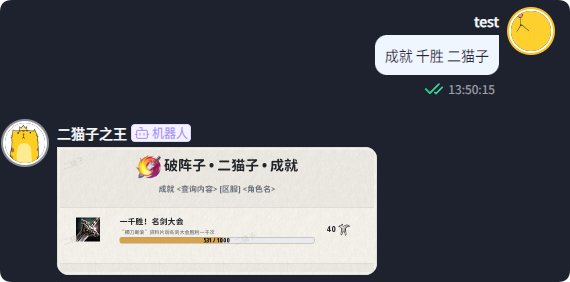 test
成就 千胜 二猫子
13:50:15
二猫子之王 机器人
破阵子 • 二猫子 • 成就
成就 <查询内容> [区服] <角色名>
一千胜！名剑大会
531 / 1000
40